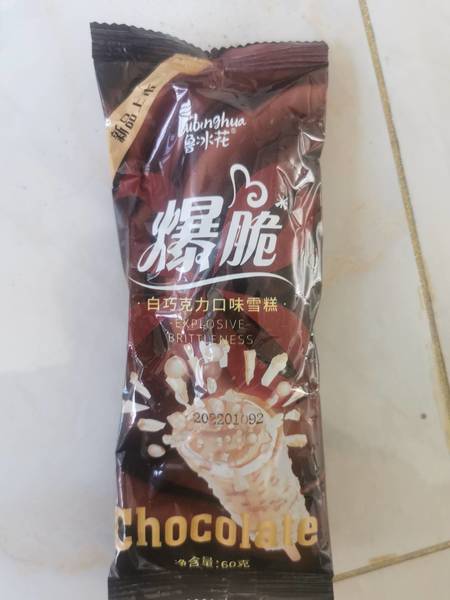 新品上市
Lubinghua
鲁冰花
爆脆
·白巧克力口味雪糕·
EXPLOSIVE
BRITTLENESS
202201092
Chocolate
净含量:60克